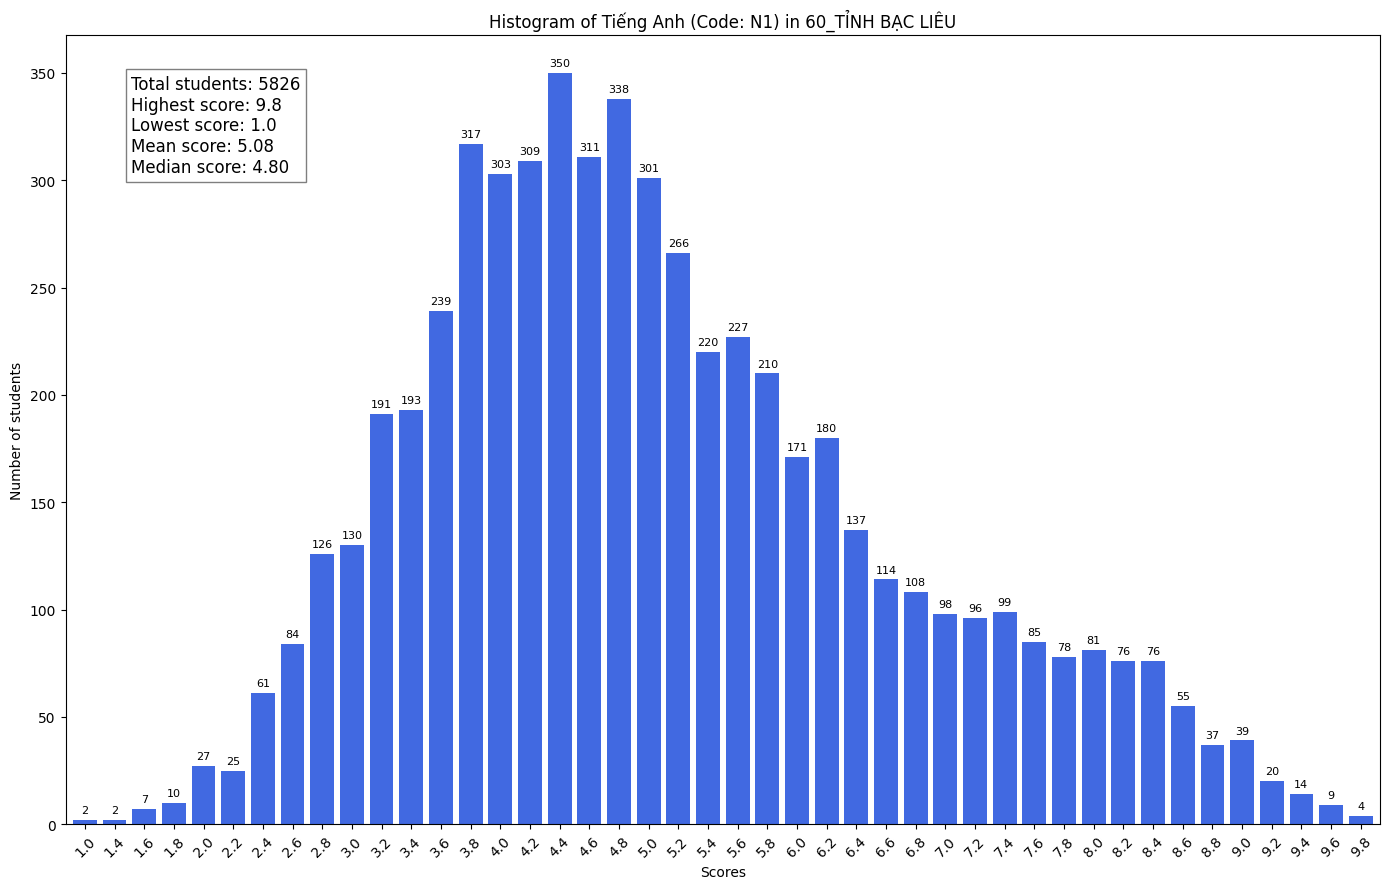 Histogram of Tiếng Anh (Code: N1) in 60_TỈNH BẠC LIÊU
Total students: 5826
Highest score: 9.8
Lowest score: 1.0
Mean score: 5.08
Median score: 4.80
Number of students
350
300
250
200
150
100
50
0
2 2 7 10 27 25 61 84 126 130 191 193 239 317 303 309 350 311 338 301 266 220 227 210 171 180 137 114 108 98 96 99 85 78 81 76 76 55 37 39 20 14 9 4
1.0 1.4 1.6 1.8 2.0 2.2 2.4 2.6 2.8 3.0 3.2 3.4 3.6 3.8 4.0 4.2 4.4 4.6 4.8 5.0 5.2 5.4 5.6 5.8 6.0 6.2 6.4 6.6 6.8 7.0 7.2 7.4 7.6 7.8 8.0 8.2 8.4 8.6 8.8 9.0 9.2 9.4 9.6 9.8
Scores